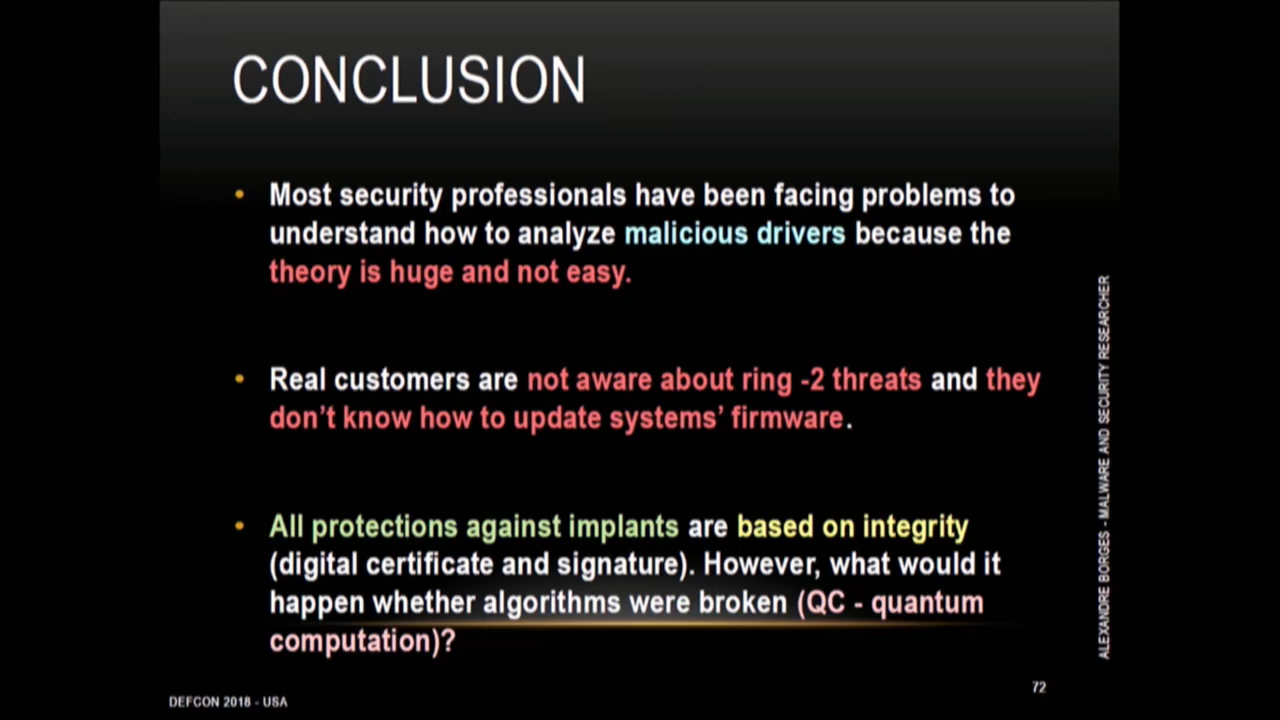 CONCLUSION
• Most security professionals have been facing problems to
understand how to analyze malicious drivers because the
theory is huge and not easy.
• Real customers are not aware about ring -2 threats and they
don’t know how to update systems’ firmware.
• All protections against implants are based on integrity
(digital certificate and signature). However, what would it
happen whether algorithms were broken (QC - quantum
computation)?
ALEXANDRE BORGES - MALWARE AND SECURITY RESEARCHER
72
DEFCON 2018 - USA